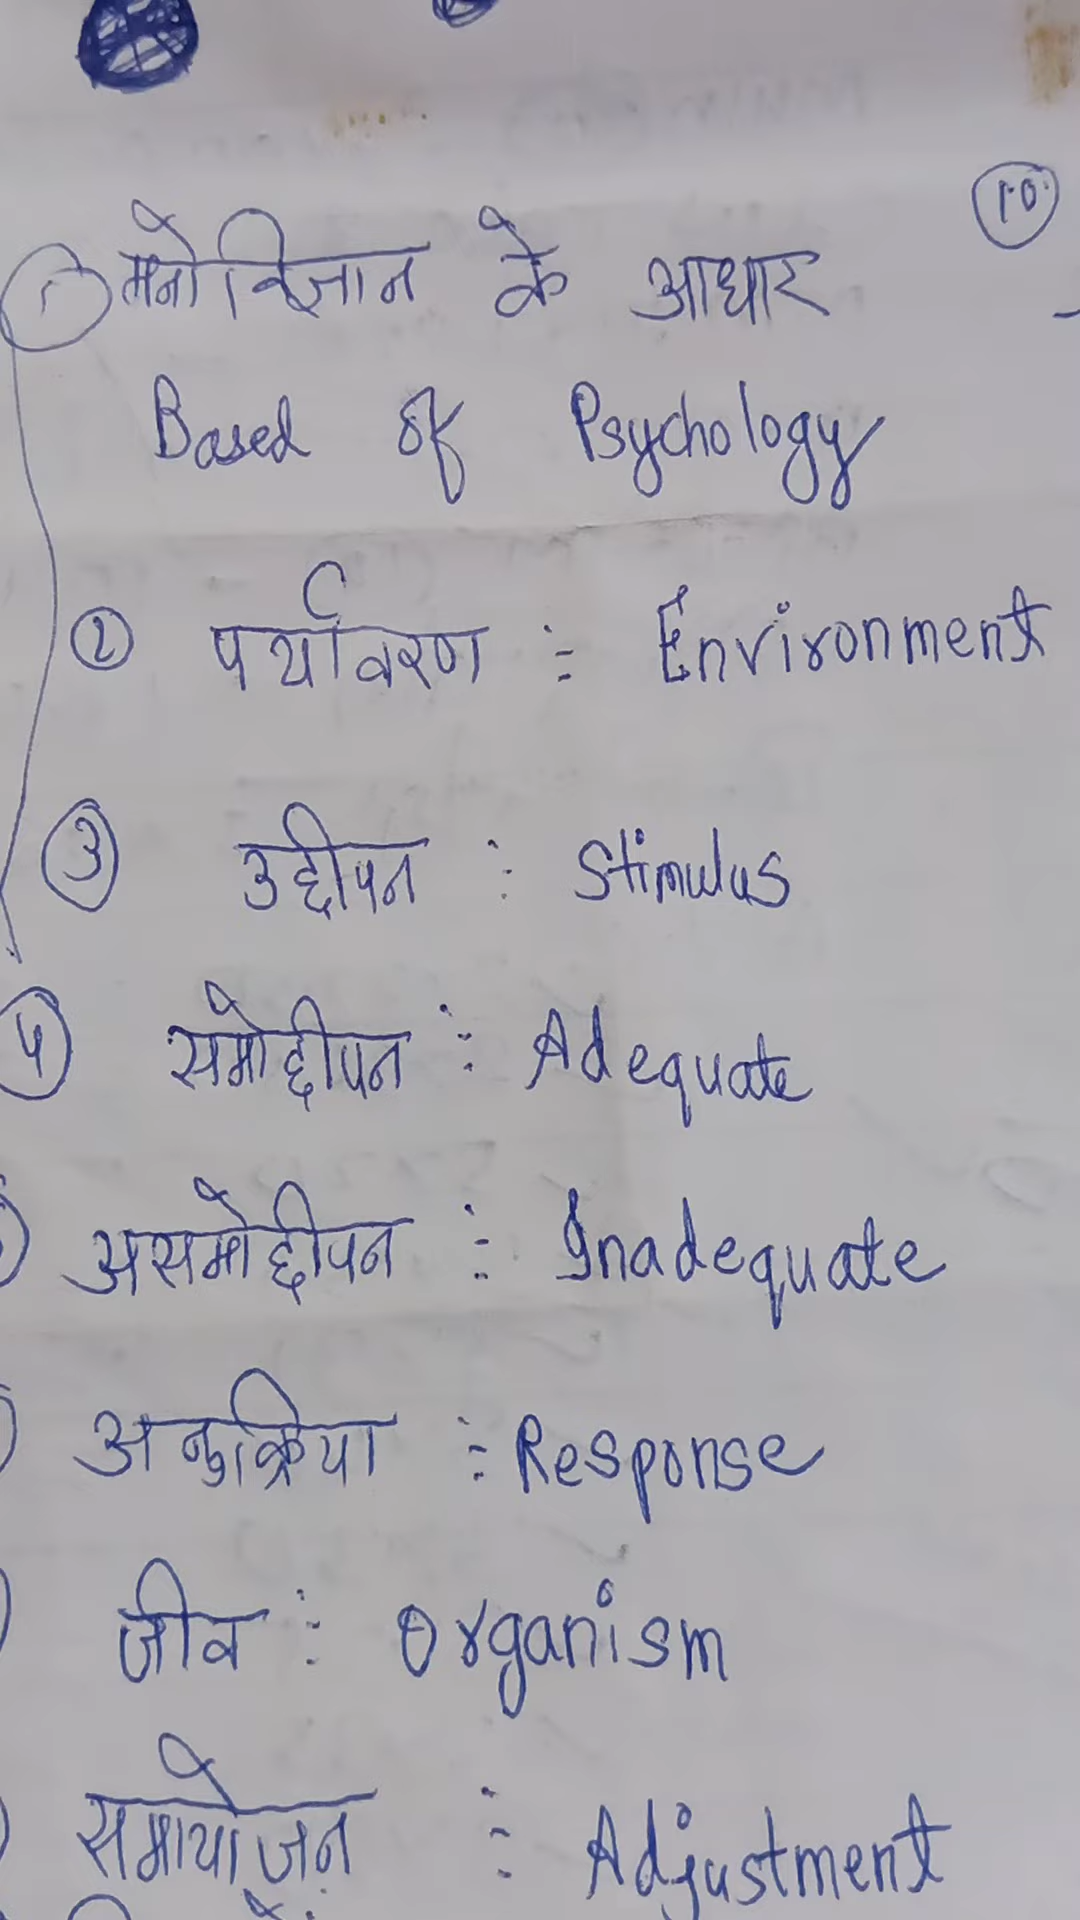 10
1 मनोविज्ञान के आधार
Based of Psychology
2 पर्यावरण : Environment
3 उद्दीपन : Stimulus
4 समोद्दीपन : Adequate
असमोद्दीपन : Inadequate
अनुक्रिया : Response
जीव : Organism
समायोजन : Adjustment